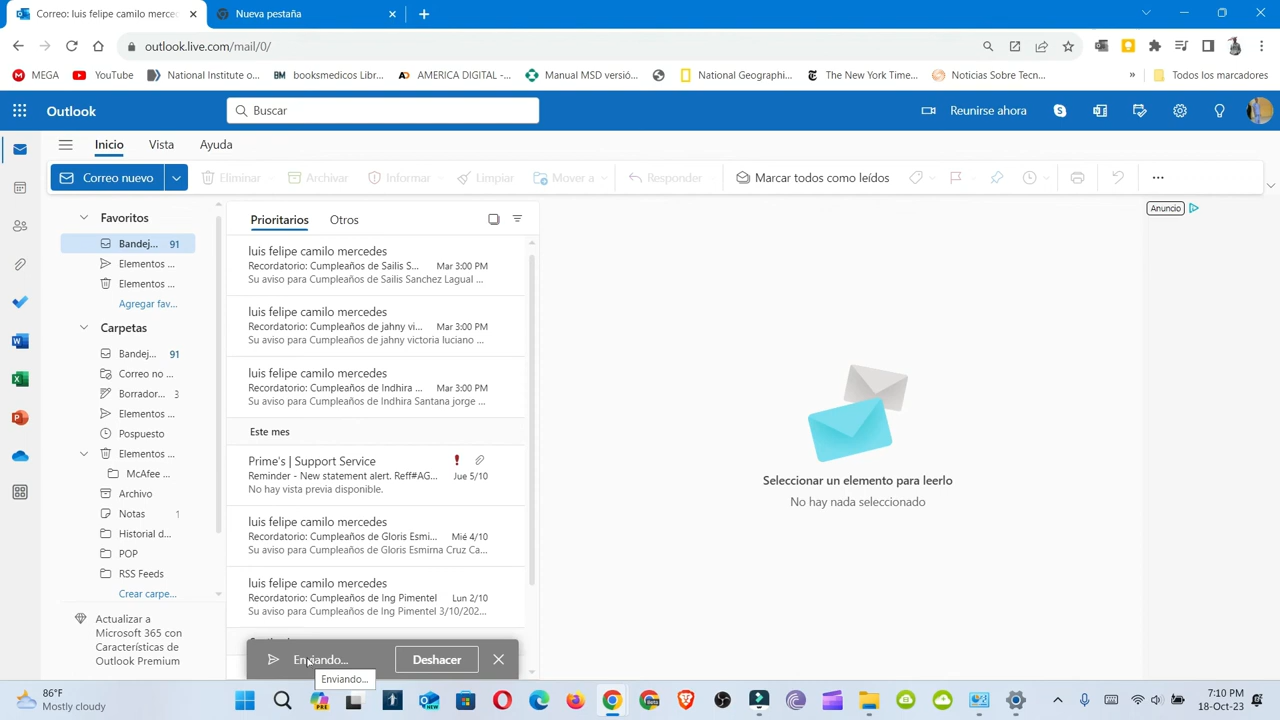 Correo: luis felipe camilo merce
Nueva pestaña
outlook.live.com/mail/0/
MEGA
YouTube
National Institute o...
booksmedicos Libr...
AMERICA DIGITAL -...
Manual MSD versió...
National Geographi...
The New York Time...
Noticias Sobre Tecn...
»
Todos los marcadores
Outlook
Buscar
Reunirse ahora
Inicio
Vista
Ayuda
Correo nuevo
Eliminar
Archivar
Informar
Limpiar
Mover a
Responder
Marcar todos como leídos
...
Favoritos
Bandej... 91
Elementos ...
Elementos ...
Agregar fav...
Carpetas
Bandej... 91
Correo no ...
Borrador... 3
Elementos ...
Pospuesto
Elementos ...
McAfee ...
Archivo
Notas 1
Historial d...
POP
RSS Feeds
Crear carpe...
Actualizar a
Microsoft 365 con
Características de
Outlook Premium
Prioritarios
Otros
luis felipe camilo mercedes
Recordatorio: Cumpleaños de Sailis S... Mar 3:00 PM
Su aviso para Cumpleaños de Sailis Sanchez Lagual ...
luis felipe camilo mercedes
Recordatorio: Cumpleaños de jahny vi... Mar 3:00 PM
Su aviso para Cumpleaños de jahny victoria luciano ...
luis felipe camilo mercedes
Recordatorio: Cumpleaños de Indhira ... Mar 3:00 PM
Su aviso para Cumpleaños de Indhira Santana jorge ...
Este mes
Prime's | Support Service
Reminder - New statement alert. Reff#AG... Jue 5/10
No hay vista previa disponible.
luis felipe camilo mercedes
Recordatorio: Cumpleaños de Gloris Esmi... Mié 4/10
Su aviso para Cumpleaños de Gloris Esmirna Cruz Ca...
luis felipe camilo mercedes
Recordatorio: Cumpleaños de Ing Pimentel Lun 2/10
Su aviso para Cumpleaños de Ing Pimentel 3/10/202...
Enviando...
Deshacer
Enviando...
Anuncio
Seleccionar un elemento para leerlo
No hay nada seleccionado
86°F
Mostly cloudy
7:10 PM
18-Oct-23